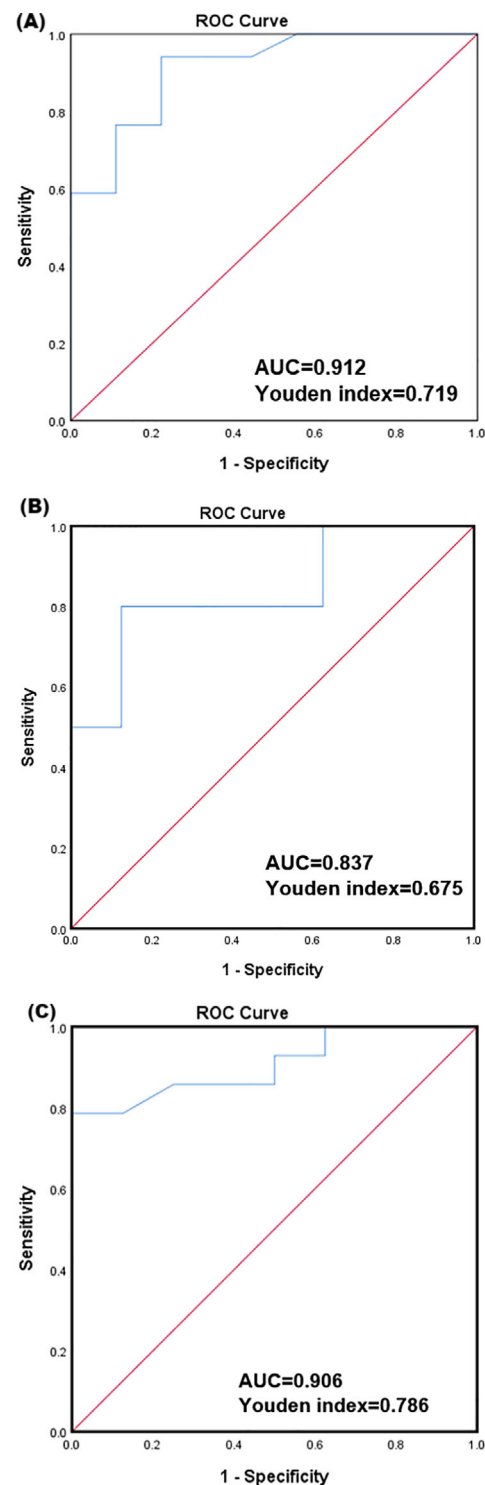 (A)
ROC Curve
1.0
0.8
0.6
0.4
0.2
0.0
Sensitivity
AUC=0.912
Youden index=0.719
0.0 0.2 0.4 0.6 0.8 1.0
1 - Specificity
(B)
ROC Curve
1.0
0.8
0.6
0.4
0.2
0.0
Sensitivity
AUC=0.837
Youden index=0.675
0.0 0.2 0.4 0.6 0.8 1.0
1 - Specificity
(C)
ROC Curve
1.0
0.8
0.6
0.4
0.2
0.0
Sensitivity
AUC=0.906
Youden index=0.786
0.0 0.2 0.4 0.6 0.8 1.0
1 - Specificity